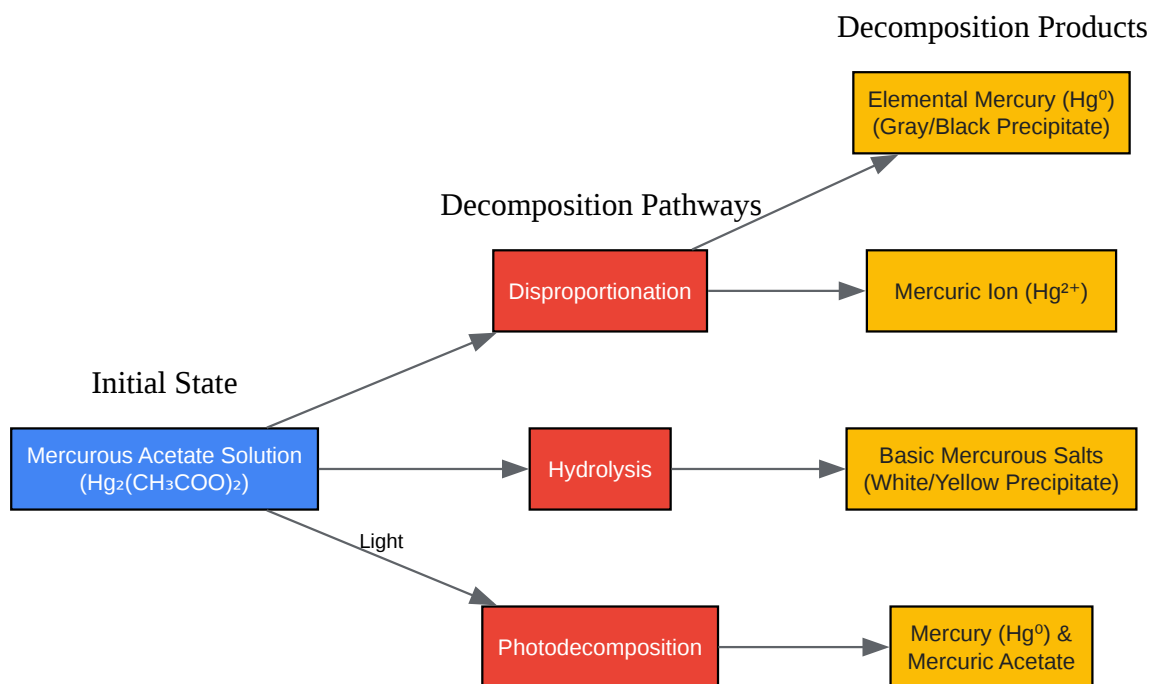 Decomposition Products
Elemental Mercury (Hg⁰)
(Gray/Black Precipitate)
Decomposition Pathways
Disproportionation
Mercuric Ion (Hg²⁺)
Initial State
Mercurous Acetate Solution
(Hg₂(CH₃COO)₂)
Hydrolysis
Basic Mercurous Salts
(White/Yellow Precipitate)
Light
Photodecomposition
Mercury (Hg⁰) &
Mercuric Acetate